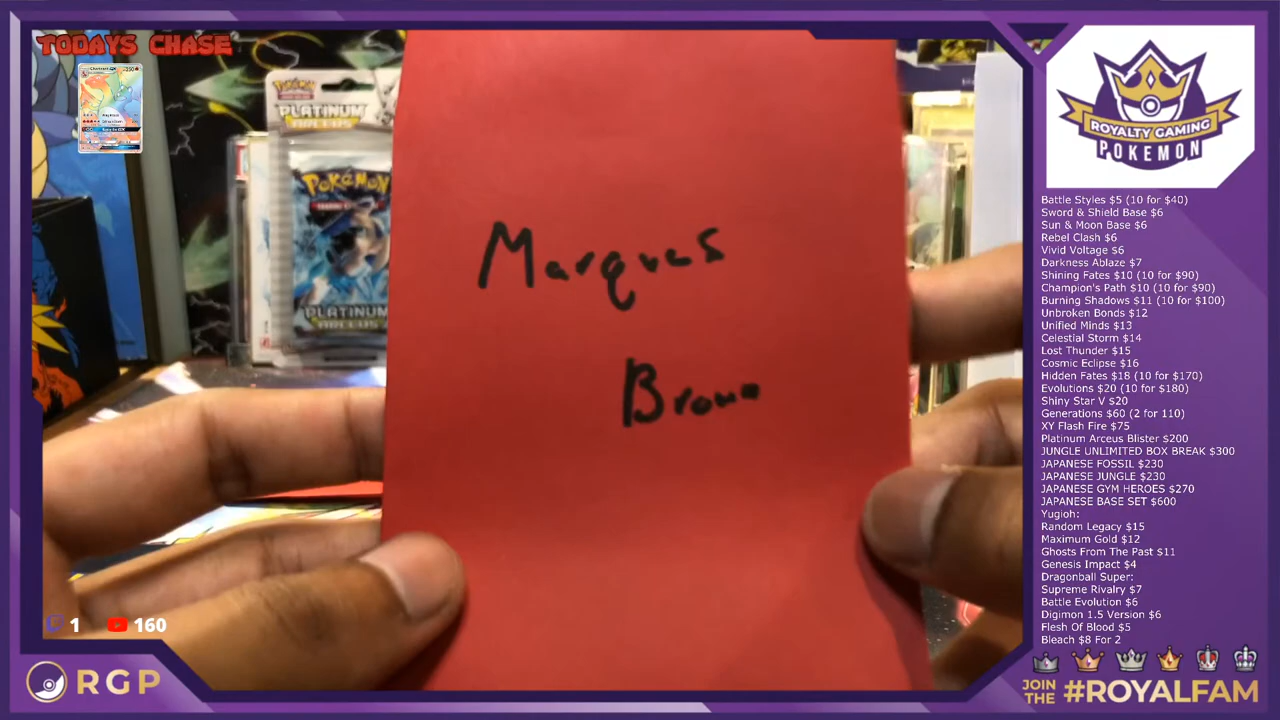 TODAYS CHASE
POKÉMON
PLATINUM
ARCEUS
POKÉMON
PLATINUM
ARCEUS
Marques
Brown
1
160
RGP
ROYALTY GAMING
POKEMON
Battle Styles $5 (10 for $40)
Sword & Shield Base $6
Sun & Moon Base $6
Rebel Clash $6
Vivid Voltage $6
Darkness Ablaze $7
Shining Fates $10 (10 for $90)
Champion's Path $10 (10 for $90)
Burning Shadows $11 (10 for $100)
Unbroken Bonds $12
Unified Minds $13
Celestial Storm $14
Lost Thunder $15
Cosmic Eclipse $16
Hidden Fates $18 (10 for $170)
Evolutions $20 (10 for $180)
Shiny Star V $20
Generations $60 (2 for 110)
XY Flash Fire $75
Platinum Arceus Blister $200
JUNGLE UNLIMITED BOX BREAK $300
JAPANESE FOSSIL $230
JAPANESE JUNGLE $230
JAPANESE GYM HEROES $270
JAPANESE BASE SET $600
Yugioh:
Random Legacy $15
Maximum Gold $12
Ghosts From The Past $11
Genesis Impact $4
Dragonball Super:
Supreme Rivalry $7
Battle Evolution $6
Digimon 1.5 Version $6
Flesh Of Blood $5
Bleach $8 For 2
JOIN THE #ROYALFAM